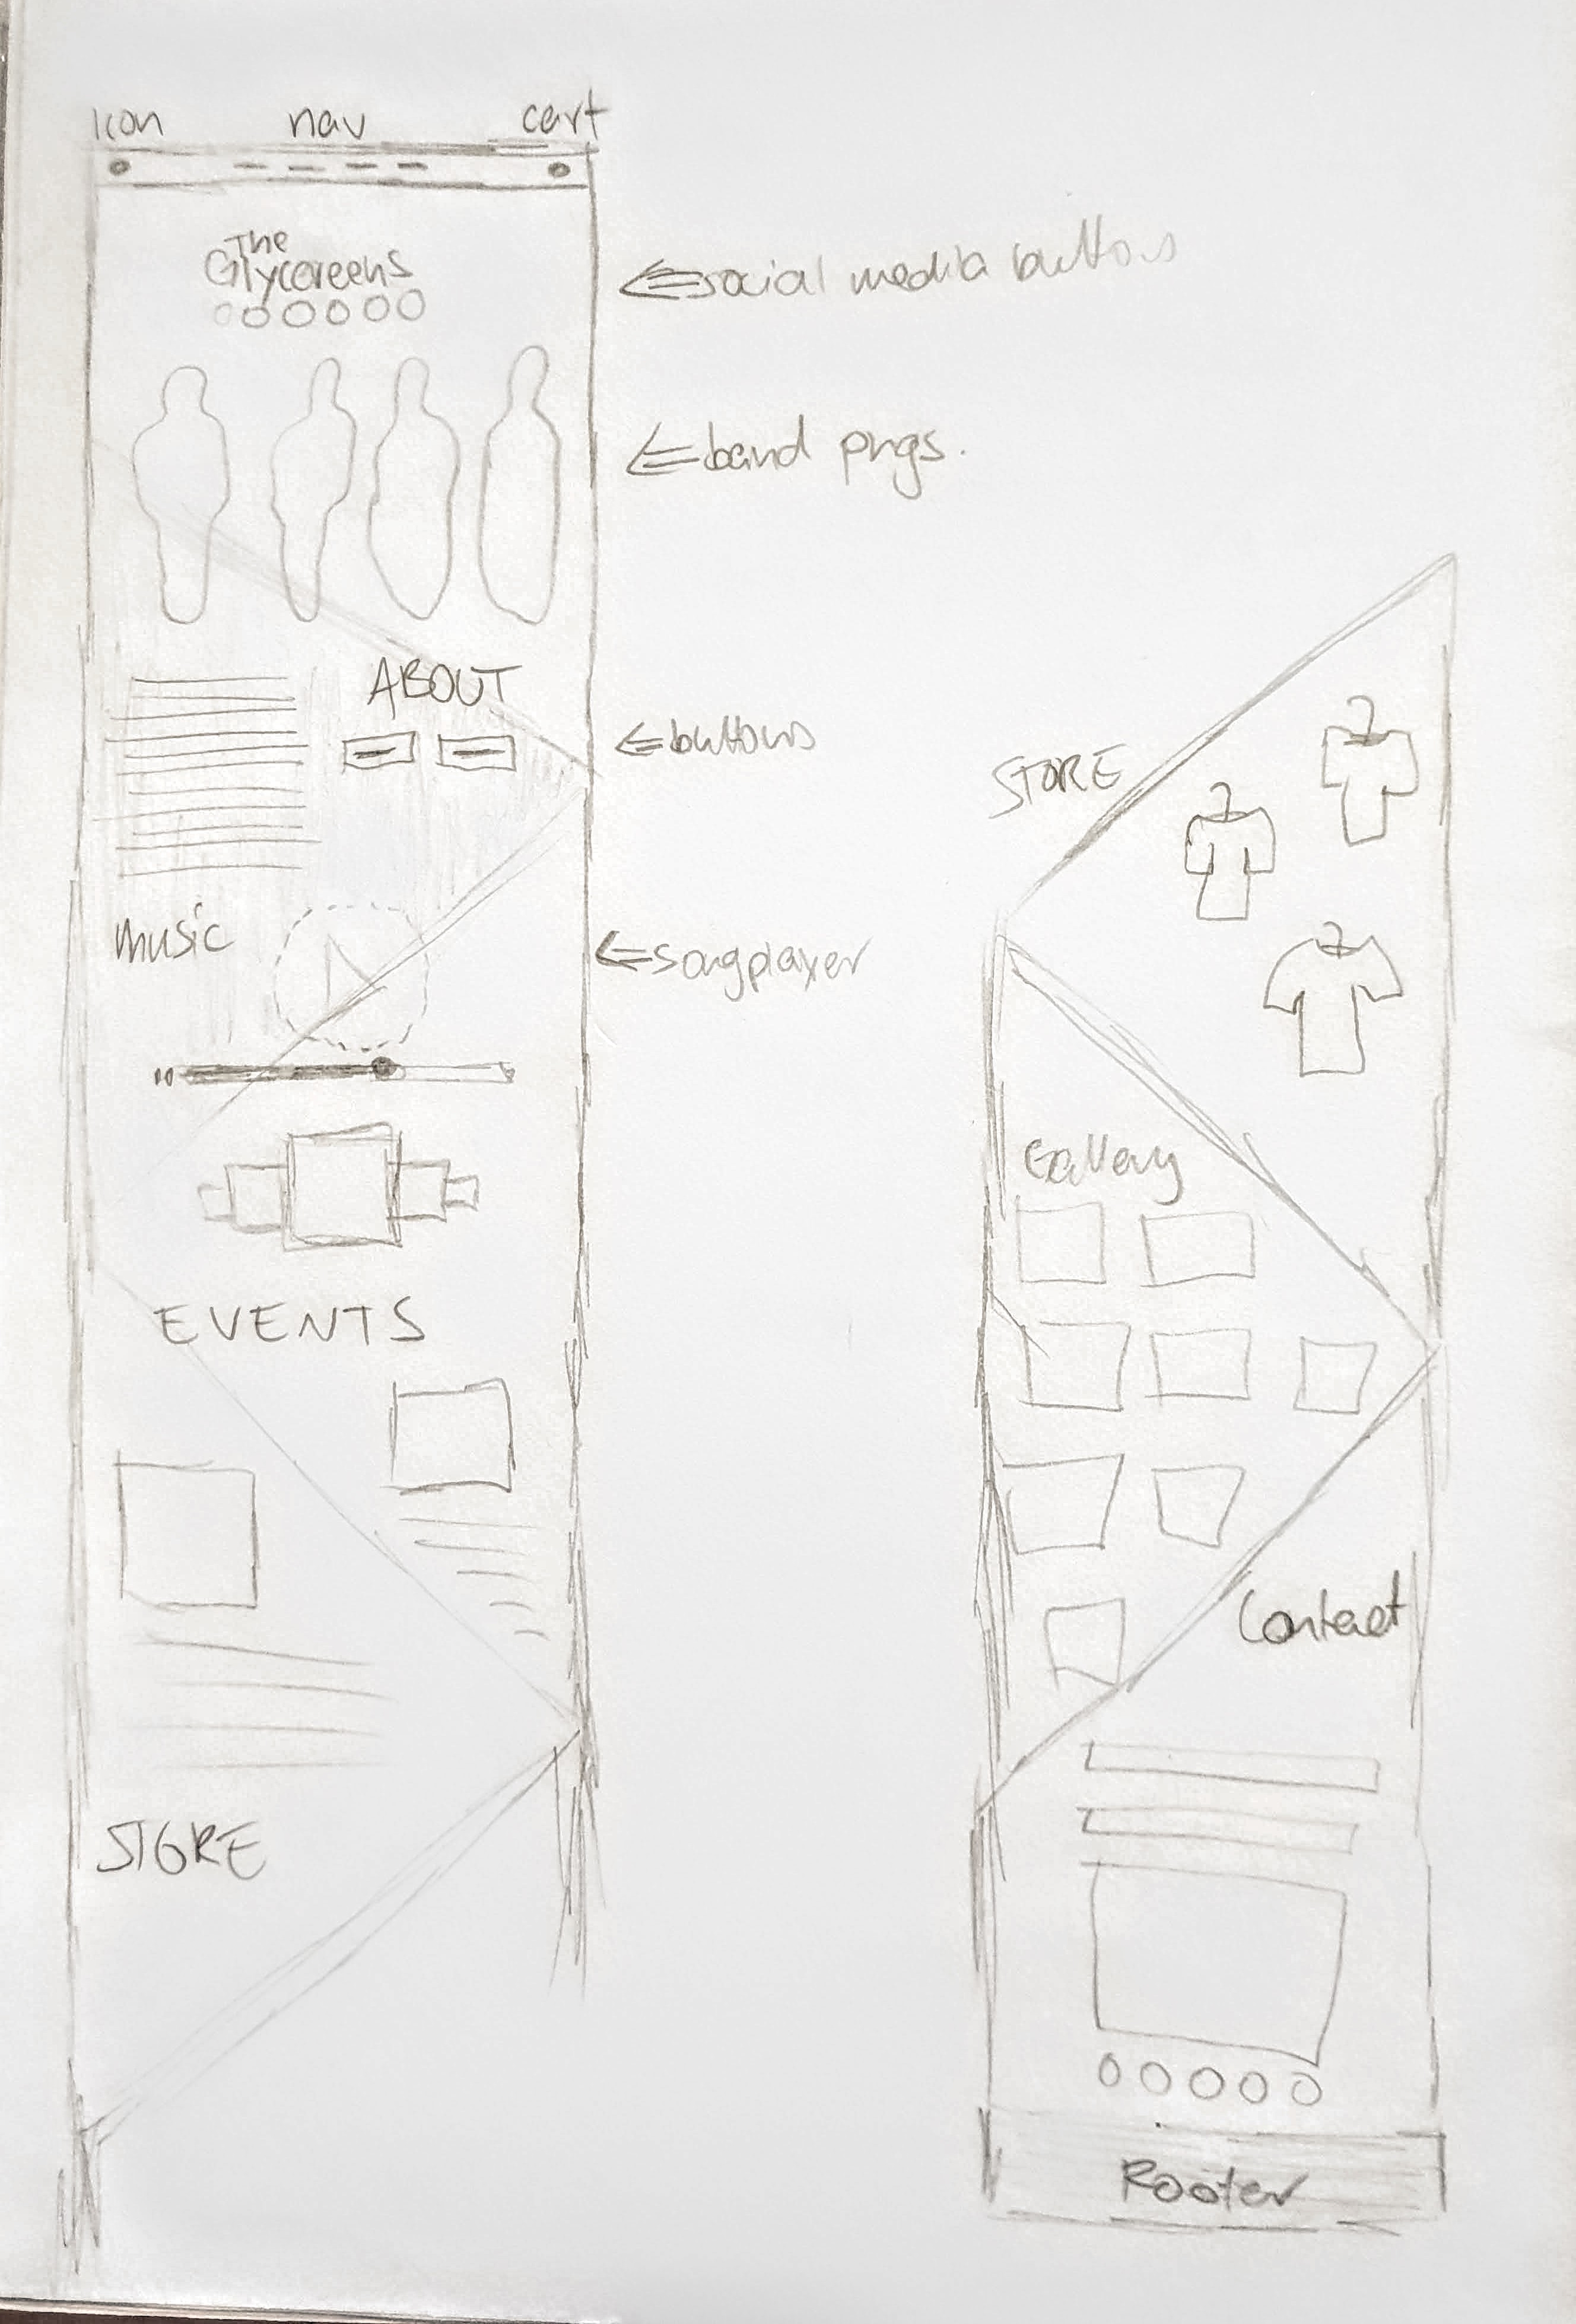 Icon nav cart
The
Glycereens
⇐ social media buttons
⇐ band pngs.
ABOUT
⇐ buttons
music
⇐ songplayer
EVENTS
STORE
STORE
Gallery
Contact
Footer